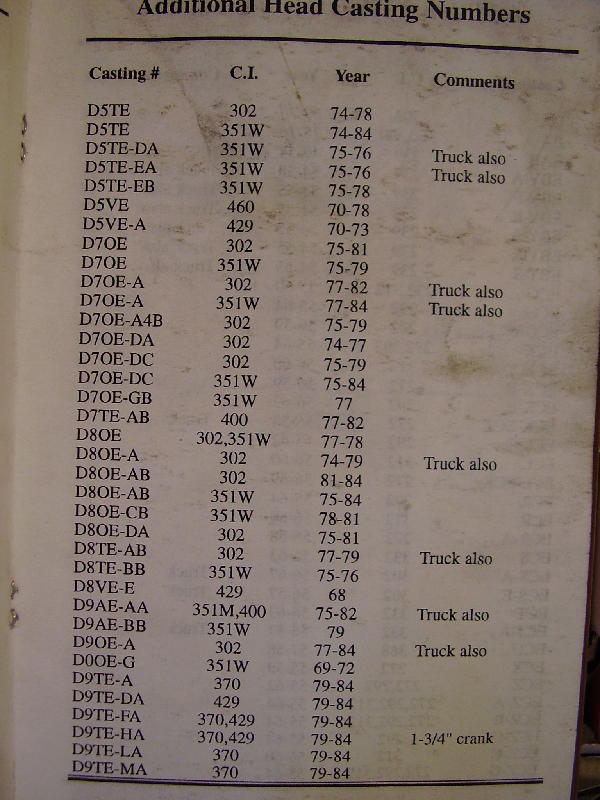 Additional Head Casting Numbers
Casting # C.I. Year Comments
D5TE 302 74-78
D5TE 351W 74-84
D5TE-DA 351W 75-76 Truck also
D5TE-EA 351W 75-76 Truck also
D5TE-EB 351W 75-78
D5VE 460 70-78
D5VE-A 429 70-73
D7OE 302 75-81
D7OE 351W 75-79
D7OE-A 302 77-82 Truck also
D7OE-A 351W 77-84 Truck also
D7OE-A4B 302 75-79
D7OE-DA 302 74-77
D7OE-DC 302 75-79
D7OE-DC 351W 75-84
D7OE-GB 351W 77
D7TE-AB 400 77-82
D8OE 302,351W 77-78
D8OE-A 302 74-79 Truck also
D8OE-AB 302 81-84
D8OE-AB 351W 75-84
D8OE-CB 351W 78-81
D8OE-DA 302 75-81
D8TE-AB 302 77-79 Truck also
D8TE-BB 351W 75-76
D8VE-E 429 68
D9AE-AA 351M,400 75-82 Truck also
D9AE-BB 351W 79
D9OE-A 302 77-84 Truck also
D0OE-G 351W 69-72
D9TE-A 370 79-84
D9TE-DA 429 79-84
D9TE-FA 370,429 79-84
D9TE-HA 370,429 79-84 1-3/4" crank
D9TE-LA 370 79-84
D9TE-MA 370 79-84